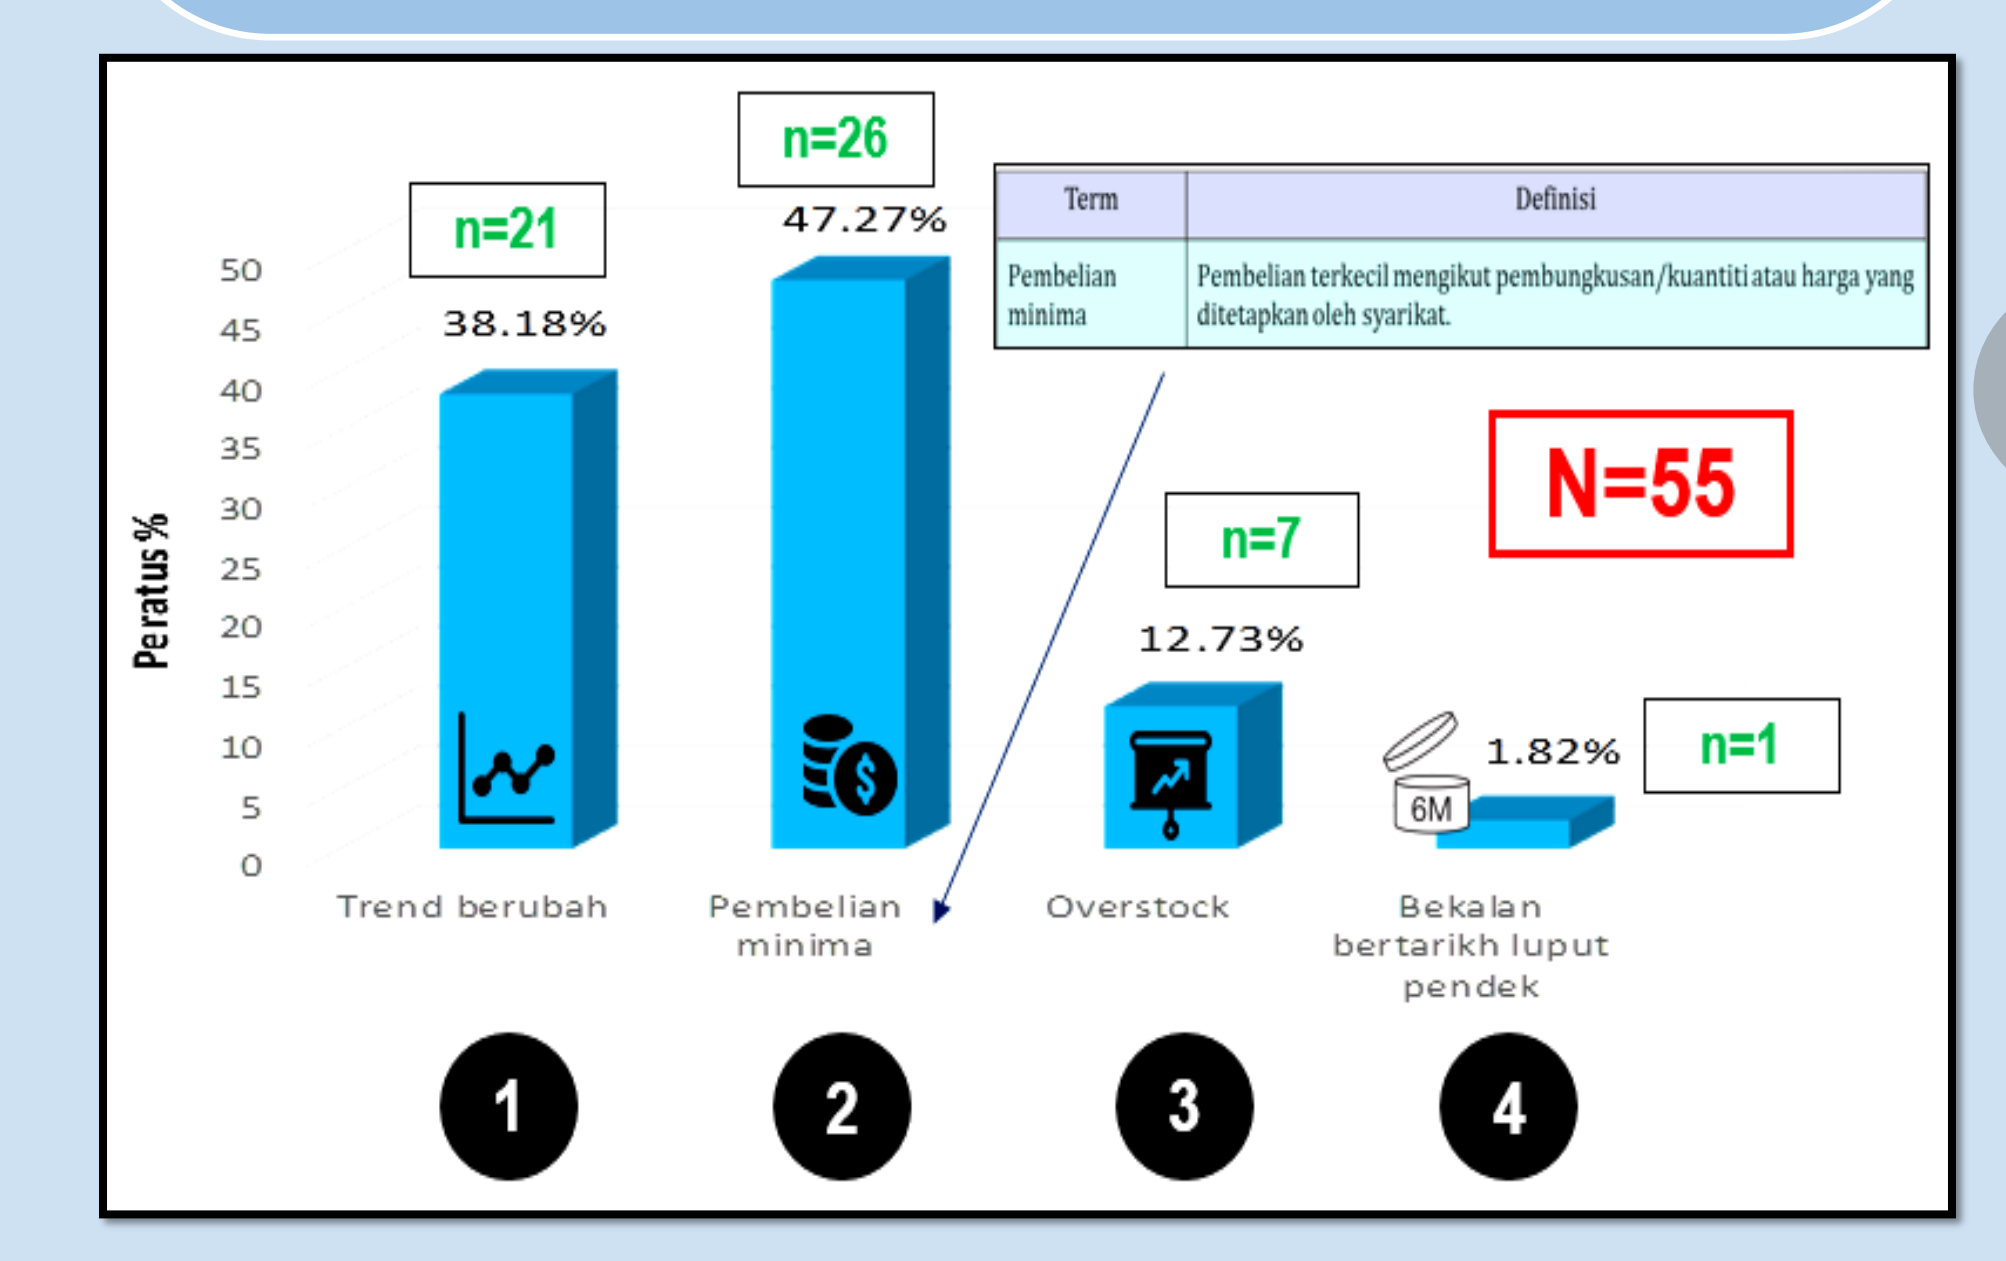 n=26
n=21
47.27%
38.18%
Term Definisi
Pembelian minima
Pembelian terkecil mengikut pembungkusan/kuantiti atau harga yang
ditetapkan oleh syarikat.
N=55
n=7
12.73%
n=1
1.82%
6M
Peratus%
50
45
40
35
30
25
20
15
10
5
0
Trend berubah
Pembelian
minima
Overstock
Bekalan
bertarikh luput
pendek
1
2
3
4
$